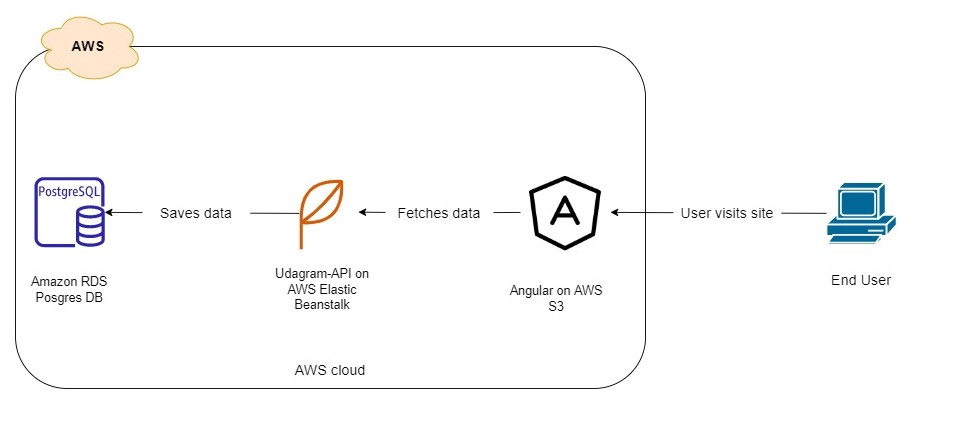 AWS
PostgreSQL
Saves data
Fetches data
User visits site
Amazon RDS
Posgres DB
Udagram-API on
AWS Elastic
Beanstalk
Angular on AWS
S3
End User
AWS cloud